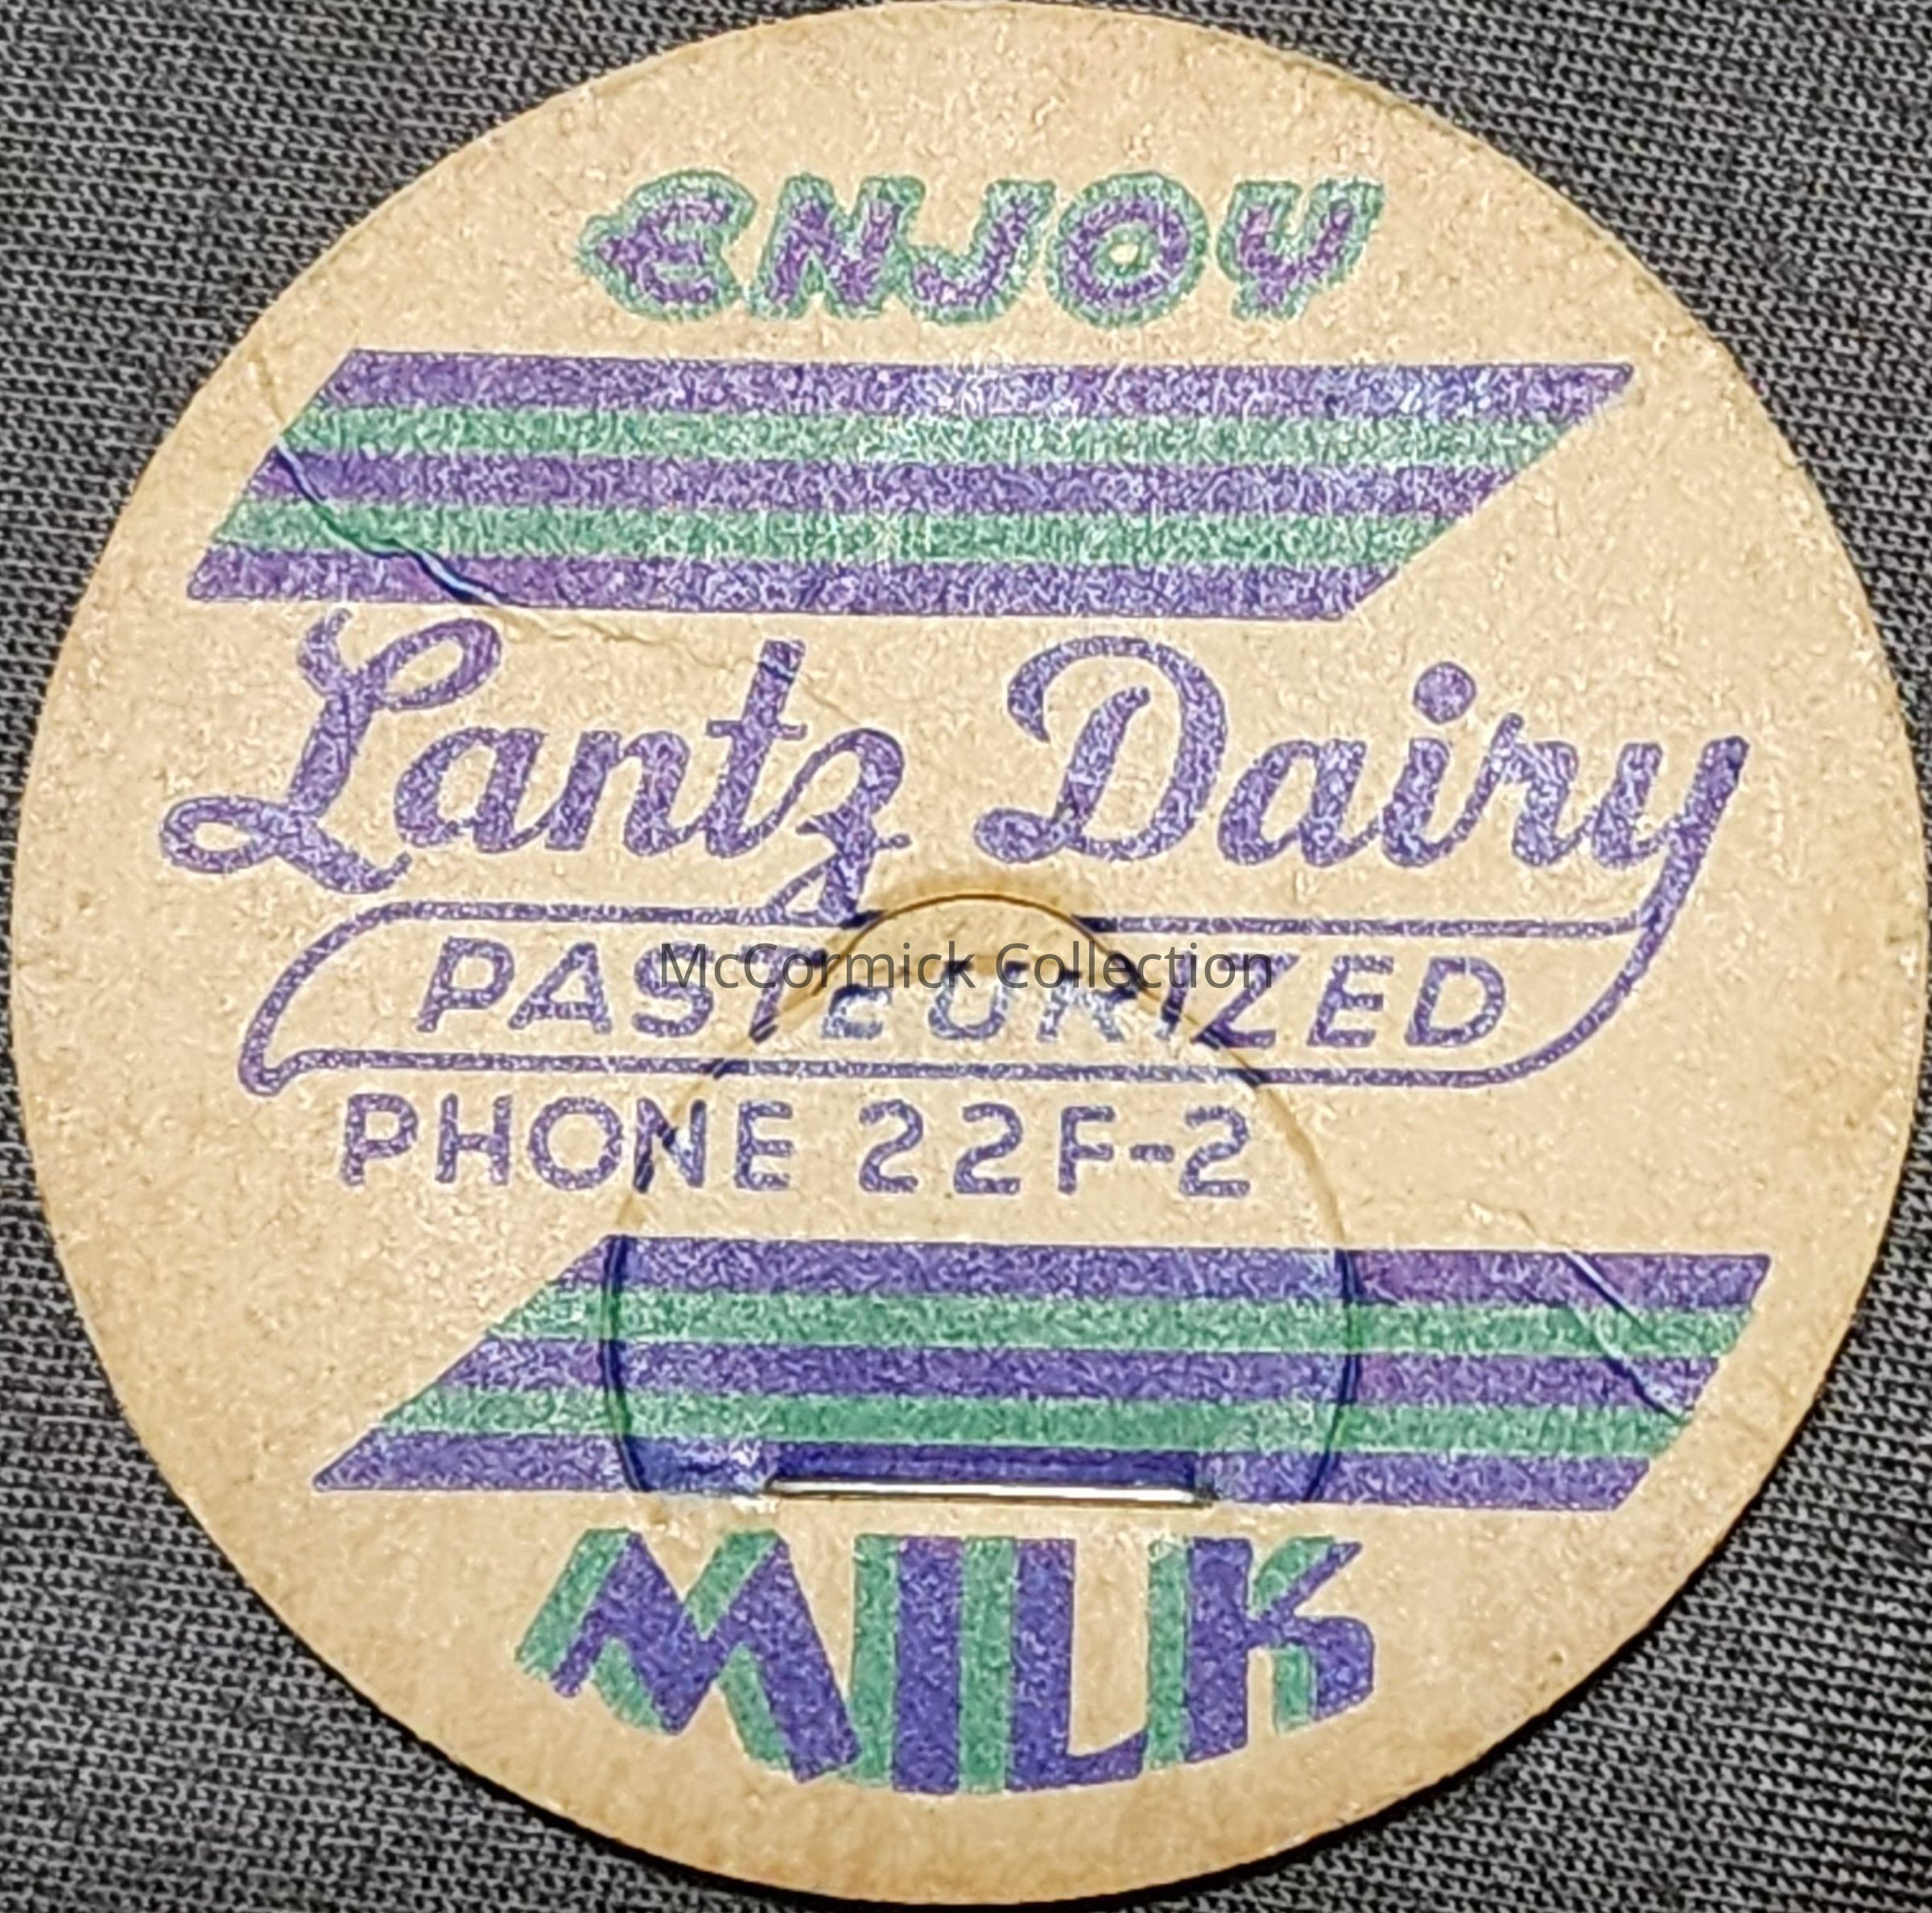 ENJOY
Lantz Dairy
PASTEURIZED
McCormick Collection
PHONE 22F-2
MILK